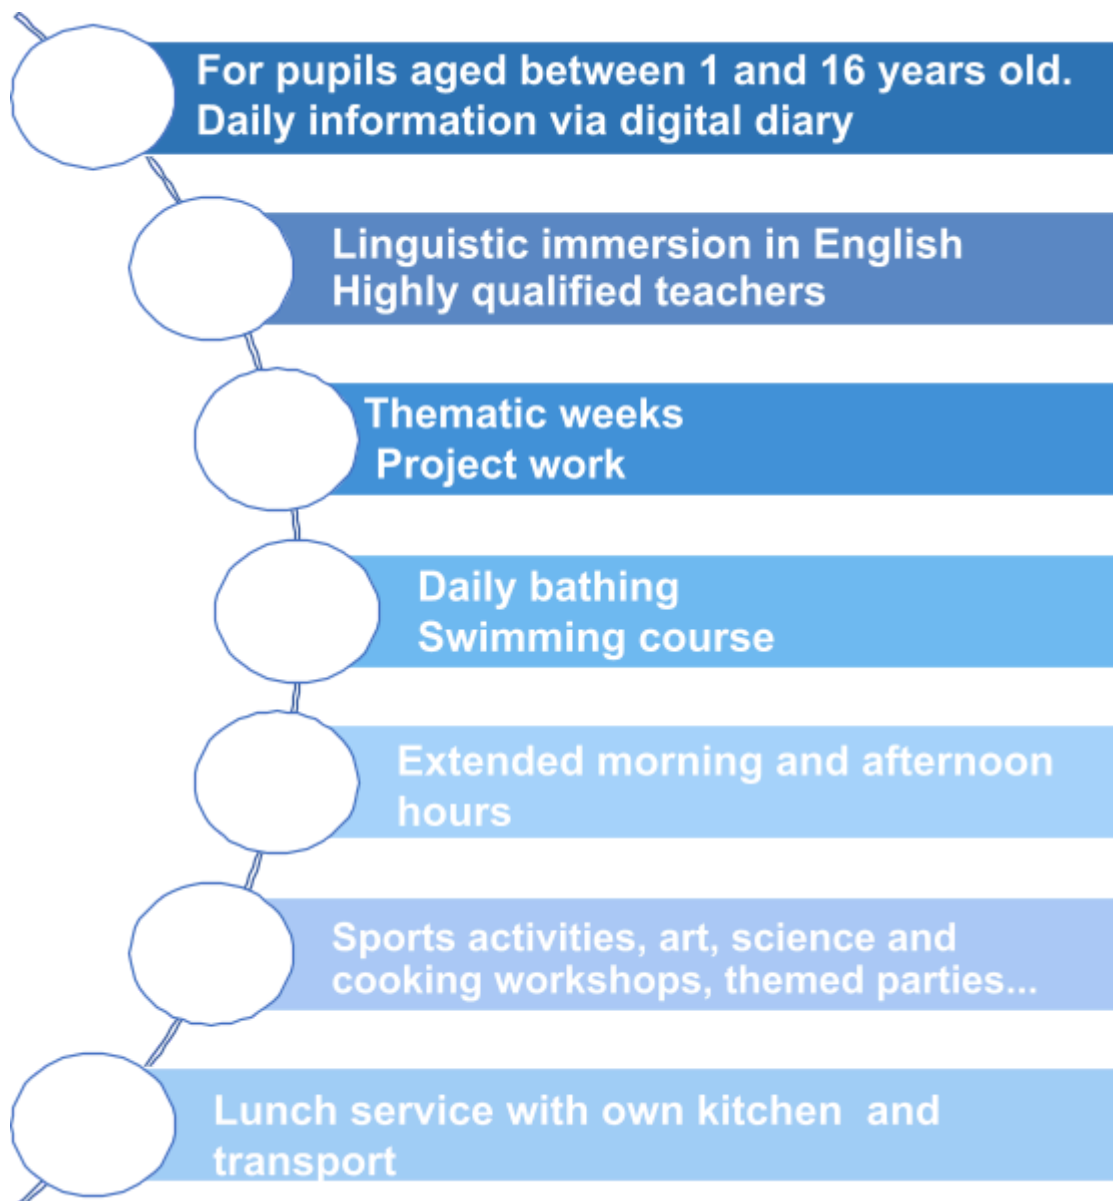 For pupils aged between 1 and 16 years old.
Daily information via digital diary
Linguistic immersion in English
Highly qualified teachers
Thematic weeks
Project work
Daily bathing
Swimming course
Extended morning and afternoon
hours
Sports activities, art, science and
cooking workshops, themed parties...
Lunch service with own kitchen  and
transport